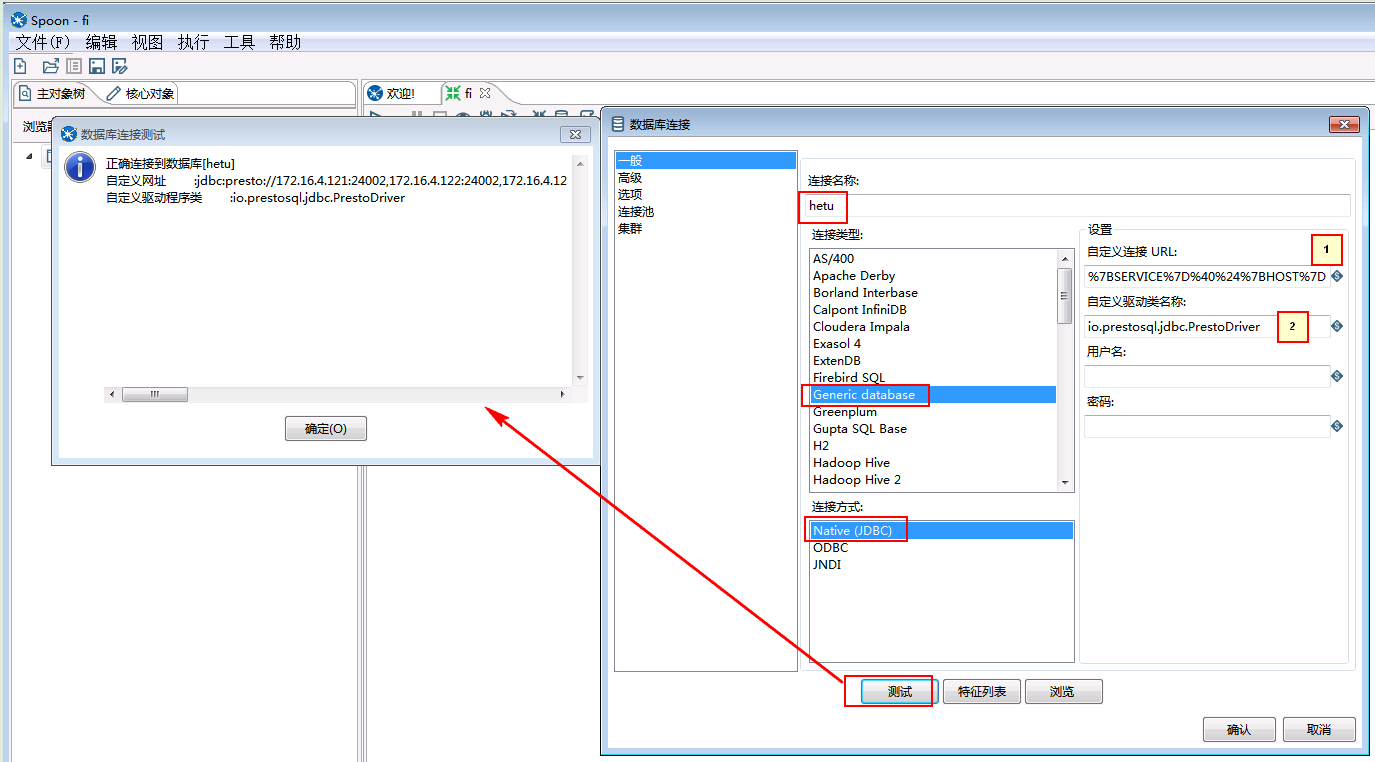 Spoon - fi
文件(F) 编辑 视图 执行 工具 帮助
主对象树 核心对象
欢迎! fi
浏览
数据库连接测试
正确连接到数据库[hetu]
自定义网址 :jdbc:presto://172.16.4.121:24002,172.16.4.122:24002,172.16.4.12
自定义驱动程序类 :io.prestosql.jdbc.PrestoDriver
确定(O)
数据库连接
一般
高级
选项
连接池
集群
连接名称:
hetu
连接类型:
AS/400
Apache Derby
Borland Interbase
Calpont InfiniDB
Cloudera Impala
Exasol 4
ExtenDB
Firebird SQL
Generic database
Greenplum
Gupta SQL Base
H2
Hadoop Hive
Hadoop Hive 2
连接方式:
Native (JDBC)
ODBC
JNDI
设置
自定义连接 URL:
1
%7BSERVICE%7D%40%24%7BHOST%7D
自定义驱动类名称:
io.prestosql.jdbc.PrestoDriver
2
用户名:
密码:
测试 特征列表 浏览
确认 取消